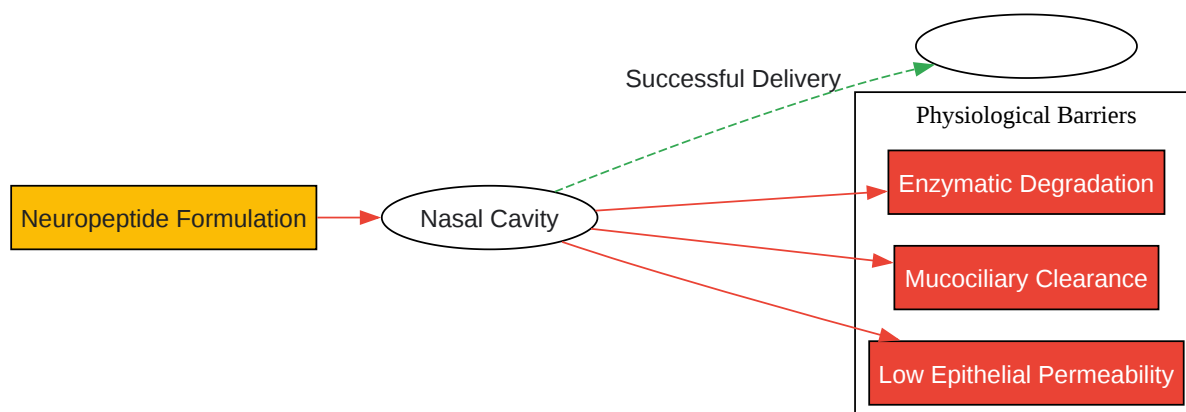 Successful Delivery
Physiological Barriers
Enzymatic Degradation
Neuropeptide Formulation
Nasal Cavity
Mucociliary Clearance
Low Epithelial Permeability